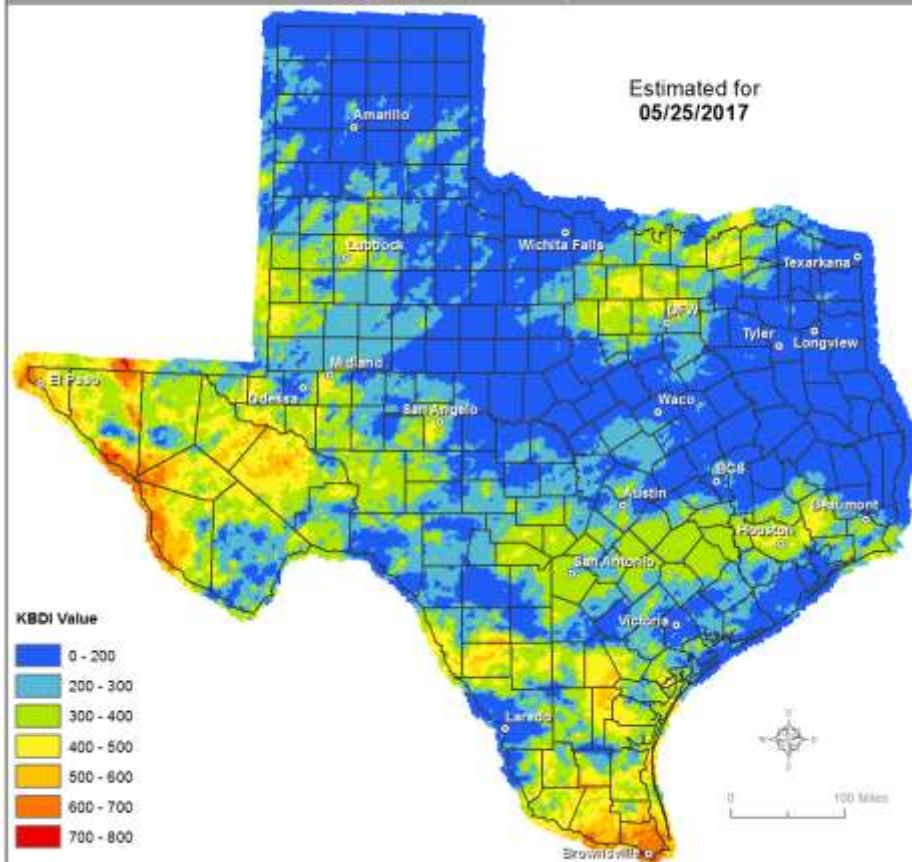 Estimated for
05/25/2017
Amarillo
Lubbock
Wichita Falls
Texarkana
DFW
Tyler
Longview
El Paso
Midland
Odessa
San Angelo
Waco
BCS
Austin
Beaumont
Houston
San Antonio
Victoria
Laredo
Brownsville
KBDI Value
0 - 200
200 - 300
300 - 400
400 - 500
500 - 600
600 - 700
700 - 800
0 100 Miles